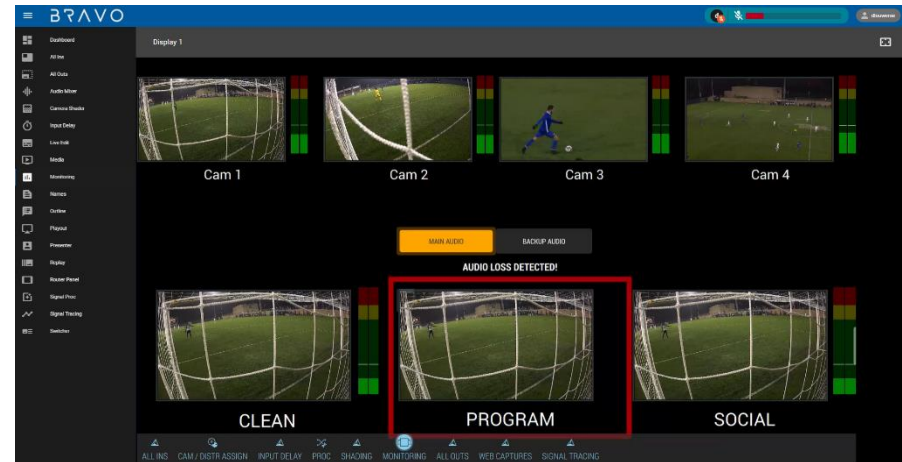 BRAVO
disuverso
Display 1
Dashboard
All Ins
All Outs
Audio Mixer
Camera Shader
Input Delay
Live Edit
Media
Monitoring
Names
Outline
Playout
Presenter
Replay
Router Panel
Signal Proc
Signal Tracing
Switcher
Cam 1 Cam 2 Cam 3 Cam 4
MAIN AUDIO BACKUP AUDIO
AUDIO LOSS DETECTED!
CLEAN PROGRAM SOCIAL
ALL INS CAM / DISTR ASSIGN INPUT DELAY PROC SHADING MONITORING ALL OUTS WEB CAPTURES SIGNAL TRACING